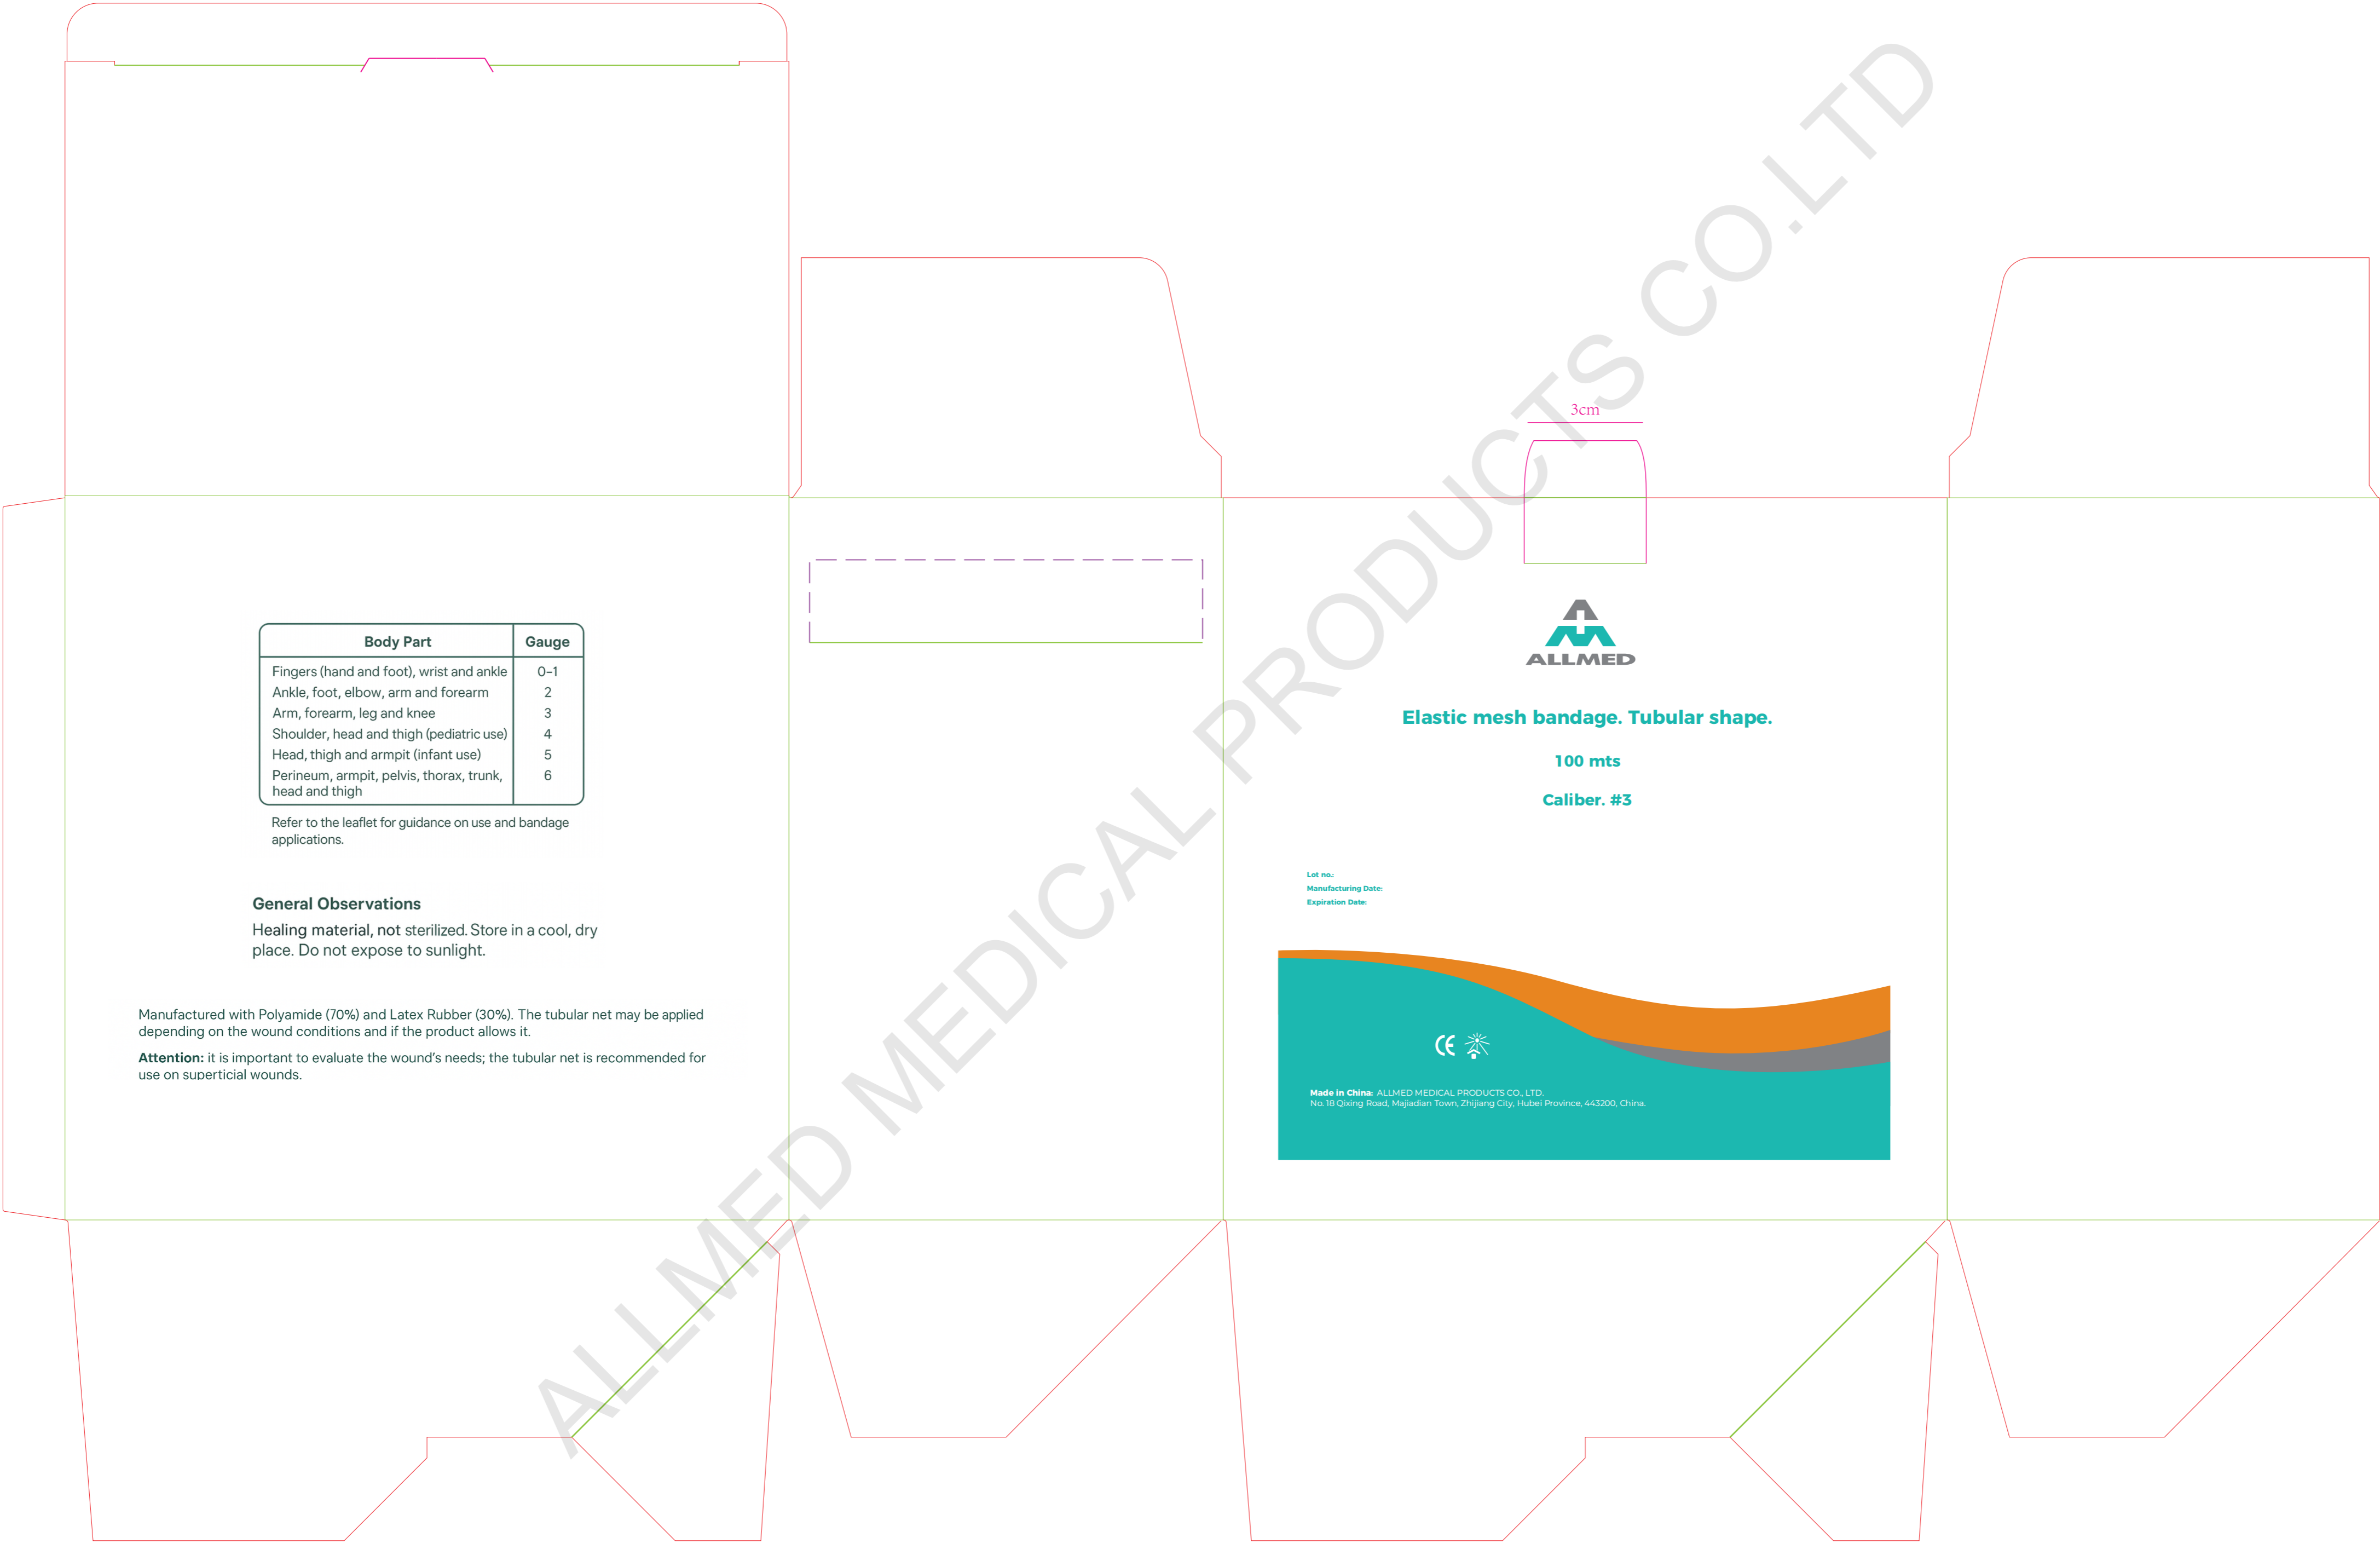 ALLMED MEDICAL PRODUCTS CO.LTD
3cm
Body Part Gauge
Fingers (hand and foot), wrist and ankle 0-1
Ankle, foot, elbow, arm and forearm 2
Arm, forearm, leg and knee 3
Shoulder, head and thigh (pediatric use) 4
Head, thigh and armpit (infant use) 5
Perineum, armpit, pelvis, thorax, trunk, 6
head and thigh
Refer to the leaflet for guidance on use and bandage
applications.
General Observations
Healing material, not sterilized. Store in a cool, dry
place. Do not expose to sunlight.
Manufactured with Polyamide (70%) and Latex Rubber (30%). The tubular net may be applied
depending on the wound conditions and if the product allows it.
Attention: it is important to evaluate the wound's needs; the tubular net is recommended for
use on superticial wounds.
ALLMED
Elastic mesh bandage. Tubular shape.
100 mts
Caliber. #3
Lot no.:
Manufacturing Date:
Expiration Date:
CE
Made in China: ALLMED MEDICAL PRODUCTS CO., LTD.
No. 18 Qixing Road, Majiadian Town, Zhijiang City, Hubei Province, 443200, China.